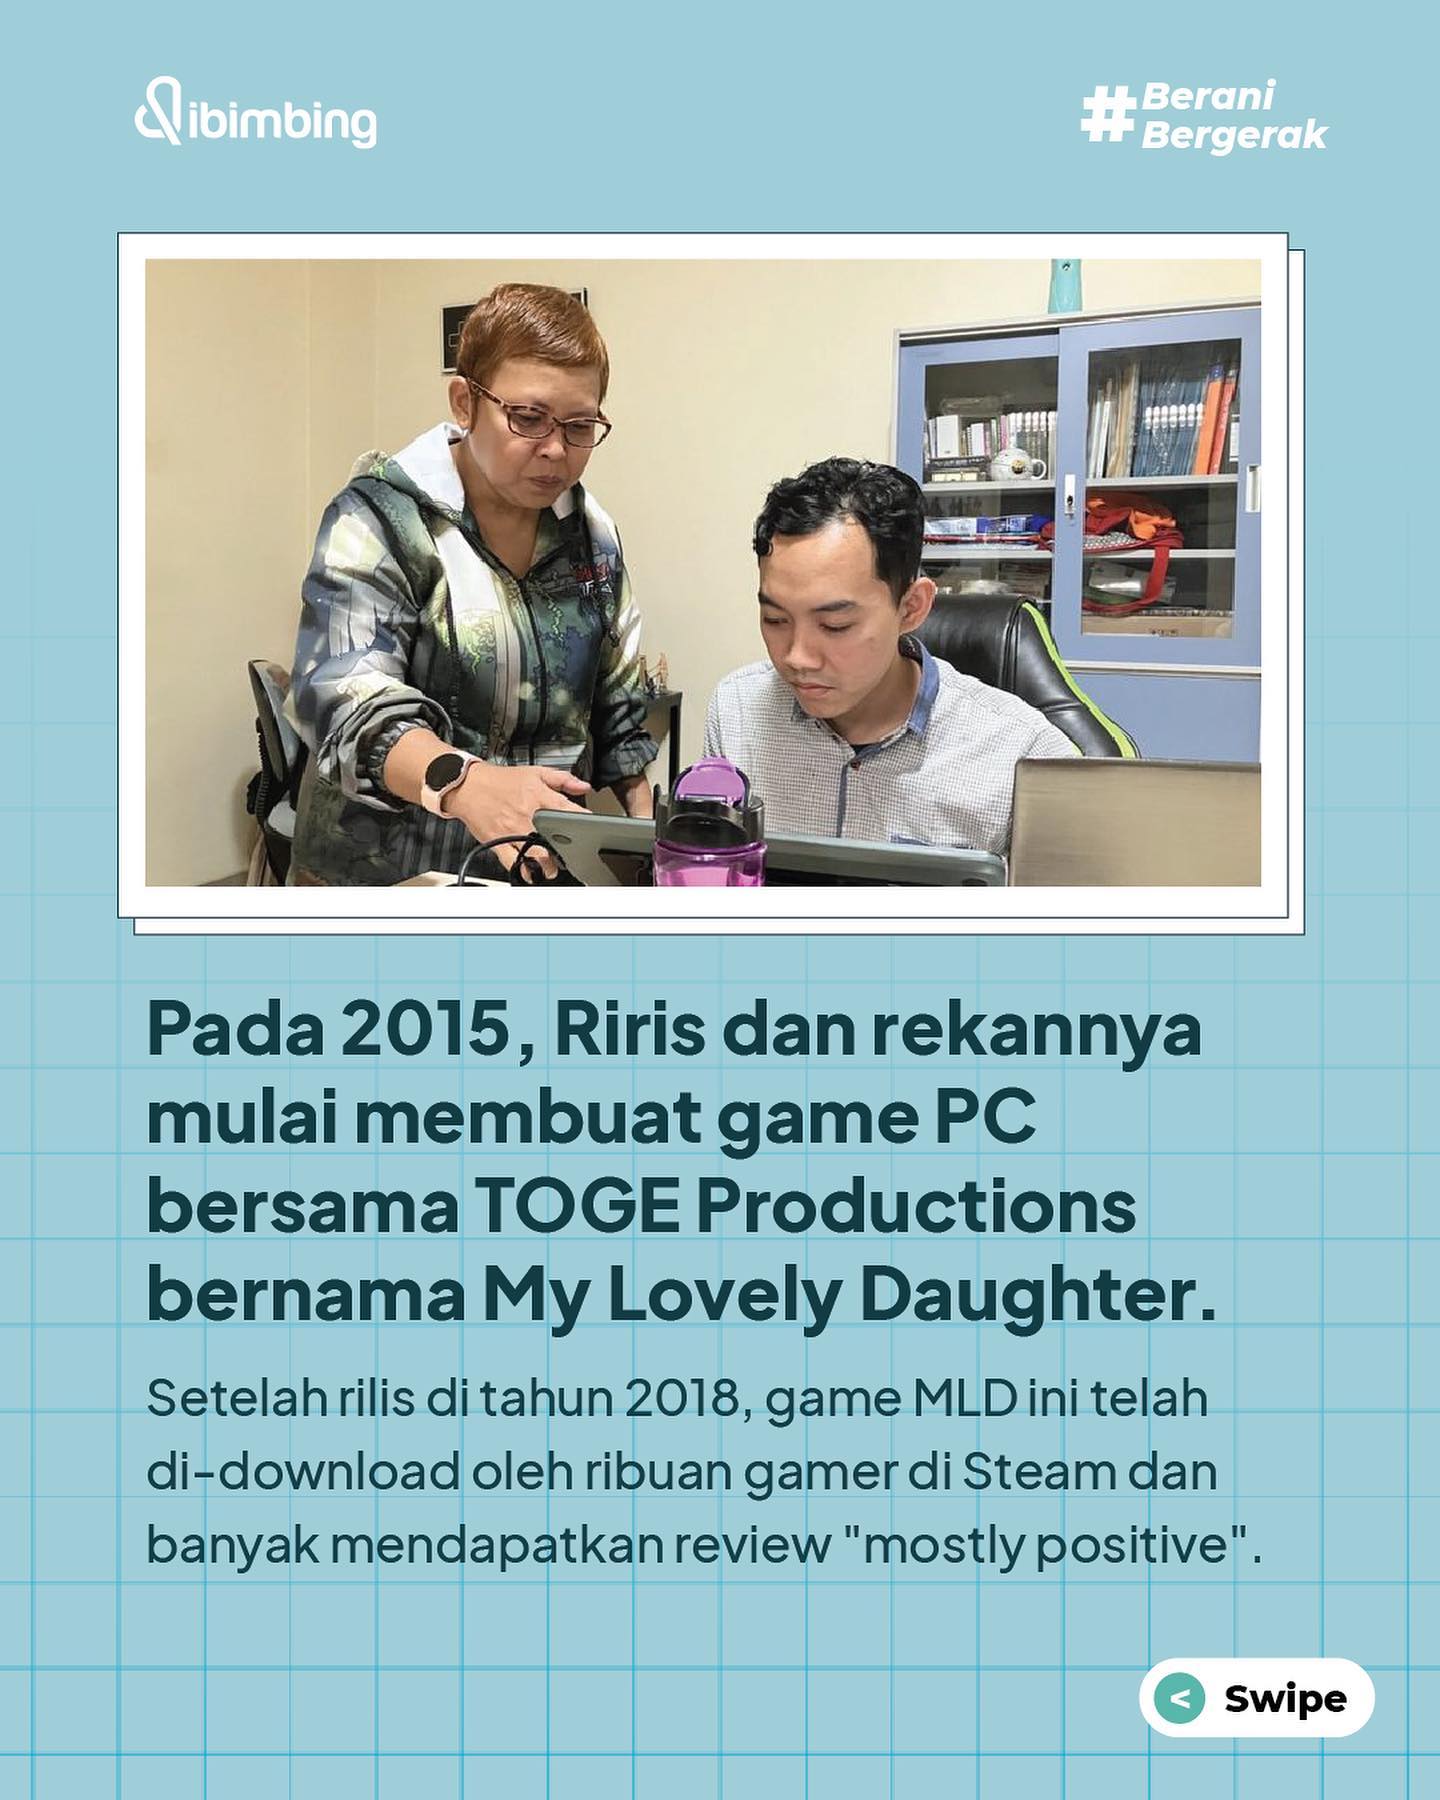 ibimbing
#Berani
Bergerak
Pada 2015, Riris dan rekannya
mulai membuat game PC
bersama TOGE Productions
bernama My Lovely Daughter.
Setelah rilis di tahun 2018, game MLD ini telah
di-download oleh ribuan gamer di Steam dan
banyak mendapatkan review "mostly positive".
< Swipe